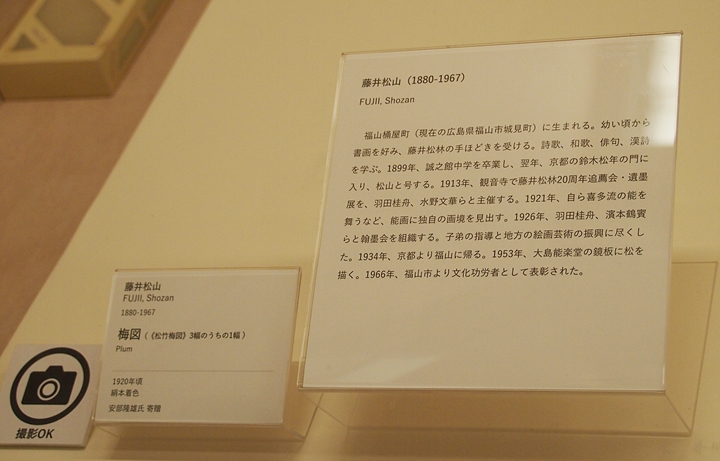 藤井松山（1880-1967）
FUJII, Shozan
福山桶屋町（現在の広島県福山市城見町）に生まれる。幼い頃から
書画を好み、藤井松林の手ほどきを受ける。詩歌、和歌、俳句、漢詩
を学ぶ。1899年、誠之館中学を卒業し、翌年、京都の鈴木松年の門に
入り、松山と号する。1913年、観音寺で藤井松林20周年追薦会・遺墨
展を、羽田桂舟、水野文華らと主催する。1921年、自ら喜多流の能を
舞うなど、能画に独自の画境を見出す。1926年、羽田桂舟、濱本鶴賓
らと翰墨会を組織する。子弟の指導と地方の絵画芸術の振興に尽くし
た。1934年、京都より福山に帰る。1953年、大島能楽堂の鏡板に松を
描く。1966年、福山市より文化功労者として表彰された。
藤井松山
FUJII, Shozan
1880-1967
梅図（《松竹梅図》3幅のうちの1幅）
Plum
1920年頃
絹本着色
安部隆雄氏 寄贈
撮影OK